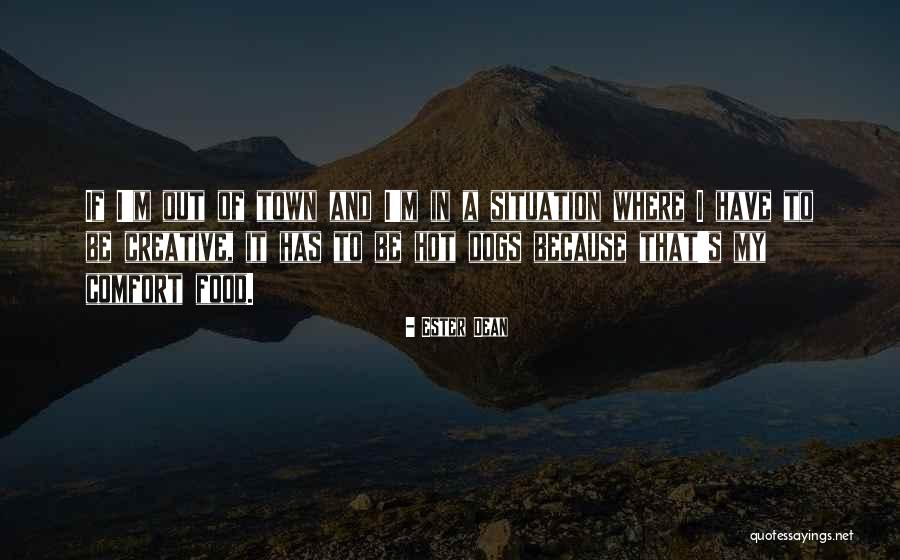 If I'm out of town and I'm in a situation where I have to
be creative, it has to be hot dogs because that's my
comfort food.
- Ester Dean
quotessayings.net